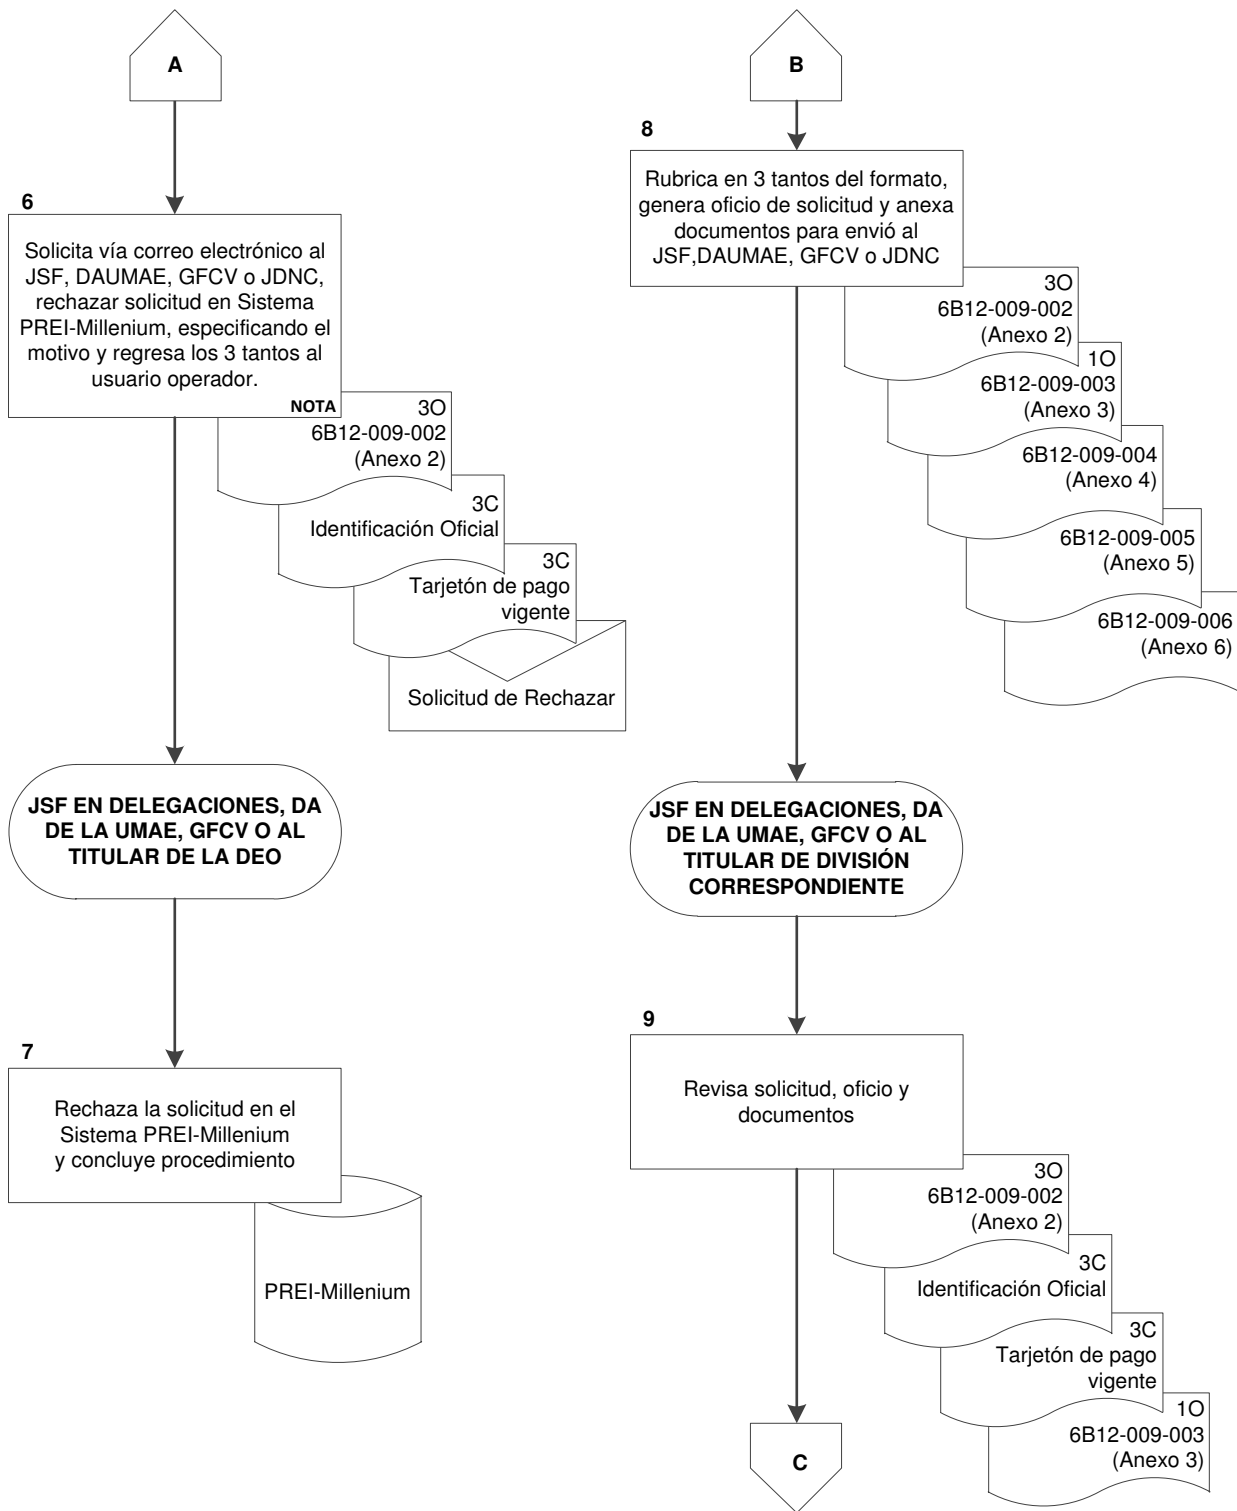 A
6
Solicita vía correo electrónico al
JSF, DAUMAE, GFCV o JDNC,
rechazar solicitud en Sistema
PREI-Millenium, especificando el
motivo y regresa los 3 tantos al
usuario operador.
NOTA
3O
6B12-009-002
(Anexo 2)
3C
Identificación Oficial
3C
Tarjetón de pago
vigente
Solicitud de Rechazar
JSF EN DELEGACIONES, DA
DE LA UMAE, GFCV O AL
TITULAR DE LA DEO
7
Rechaza la solicitud en el
Sistema PREI-Millenium
y concluye procedimiento
PREI-Millenium
B
8
Rubrica en 3 tantos del formato,
genera oficio de solicitud y anexa
documentos para envió al
JSF,DAUMAE, GFCV o JDNC
3O
6B12-009-002
(Anexo 2)
1O
6B12-009-003
(Anexo 3)
6B12-009-004
(Anexo 4)
6B12-009-005
(Anexo 5)
6B12-009-006
(Anexo 6)
JSF EN DELEGACIONES, DA
DE LA UMAE, GFCV O AL
TITULAR DE DIVISIÓN
CORRESPONDIENTE
9
Revisa solicitud, oficio y
documentos
3O
6B12-009-002
(Anexo 2)
3C
Identificación Oficial
3C
Tarjetón de pago
vigente
1O
6B12-009-003
(Anexo 3)
C